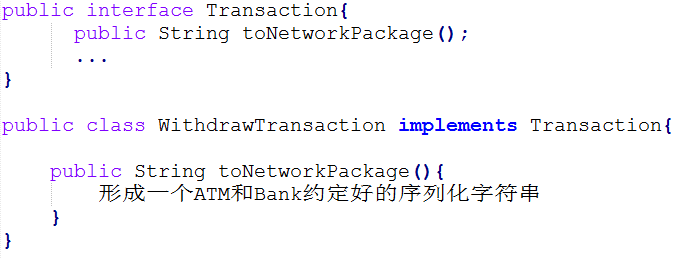 public interface Transaction{
public String toNetworkPackage();
...
}
public class WithdrawTransaction implements Transaction{
public String toNetworkPackage(){
形成一个ATM和Bank约定好的序列化字符串
}
}